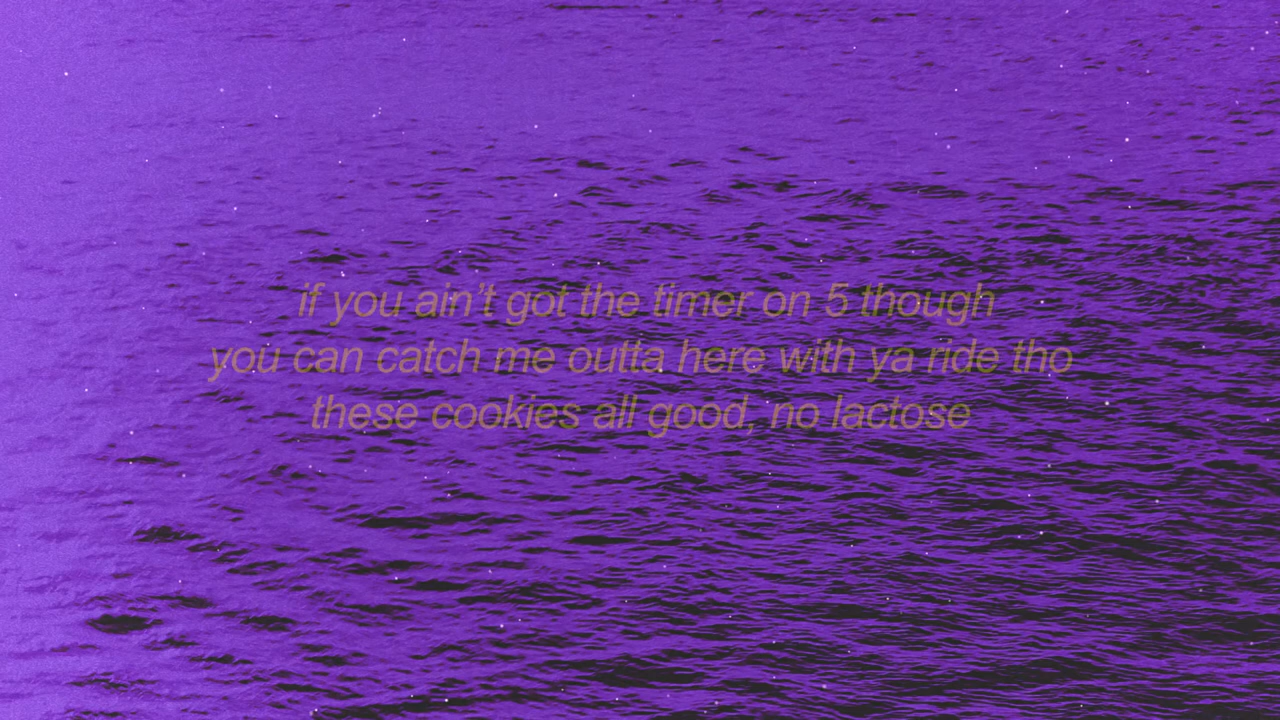 if you ain't got the timer on 5 though
you can catch me outta here with ya ride tho
these cookies all good, no lactose